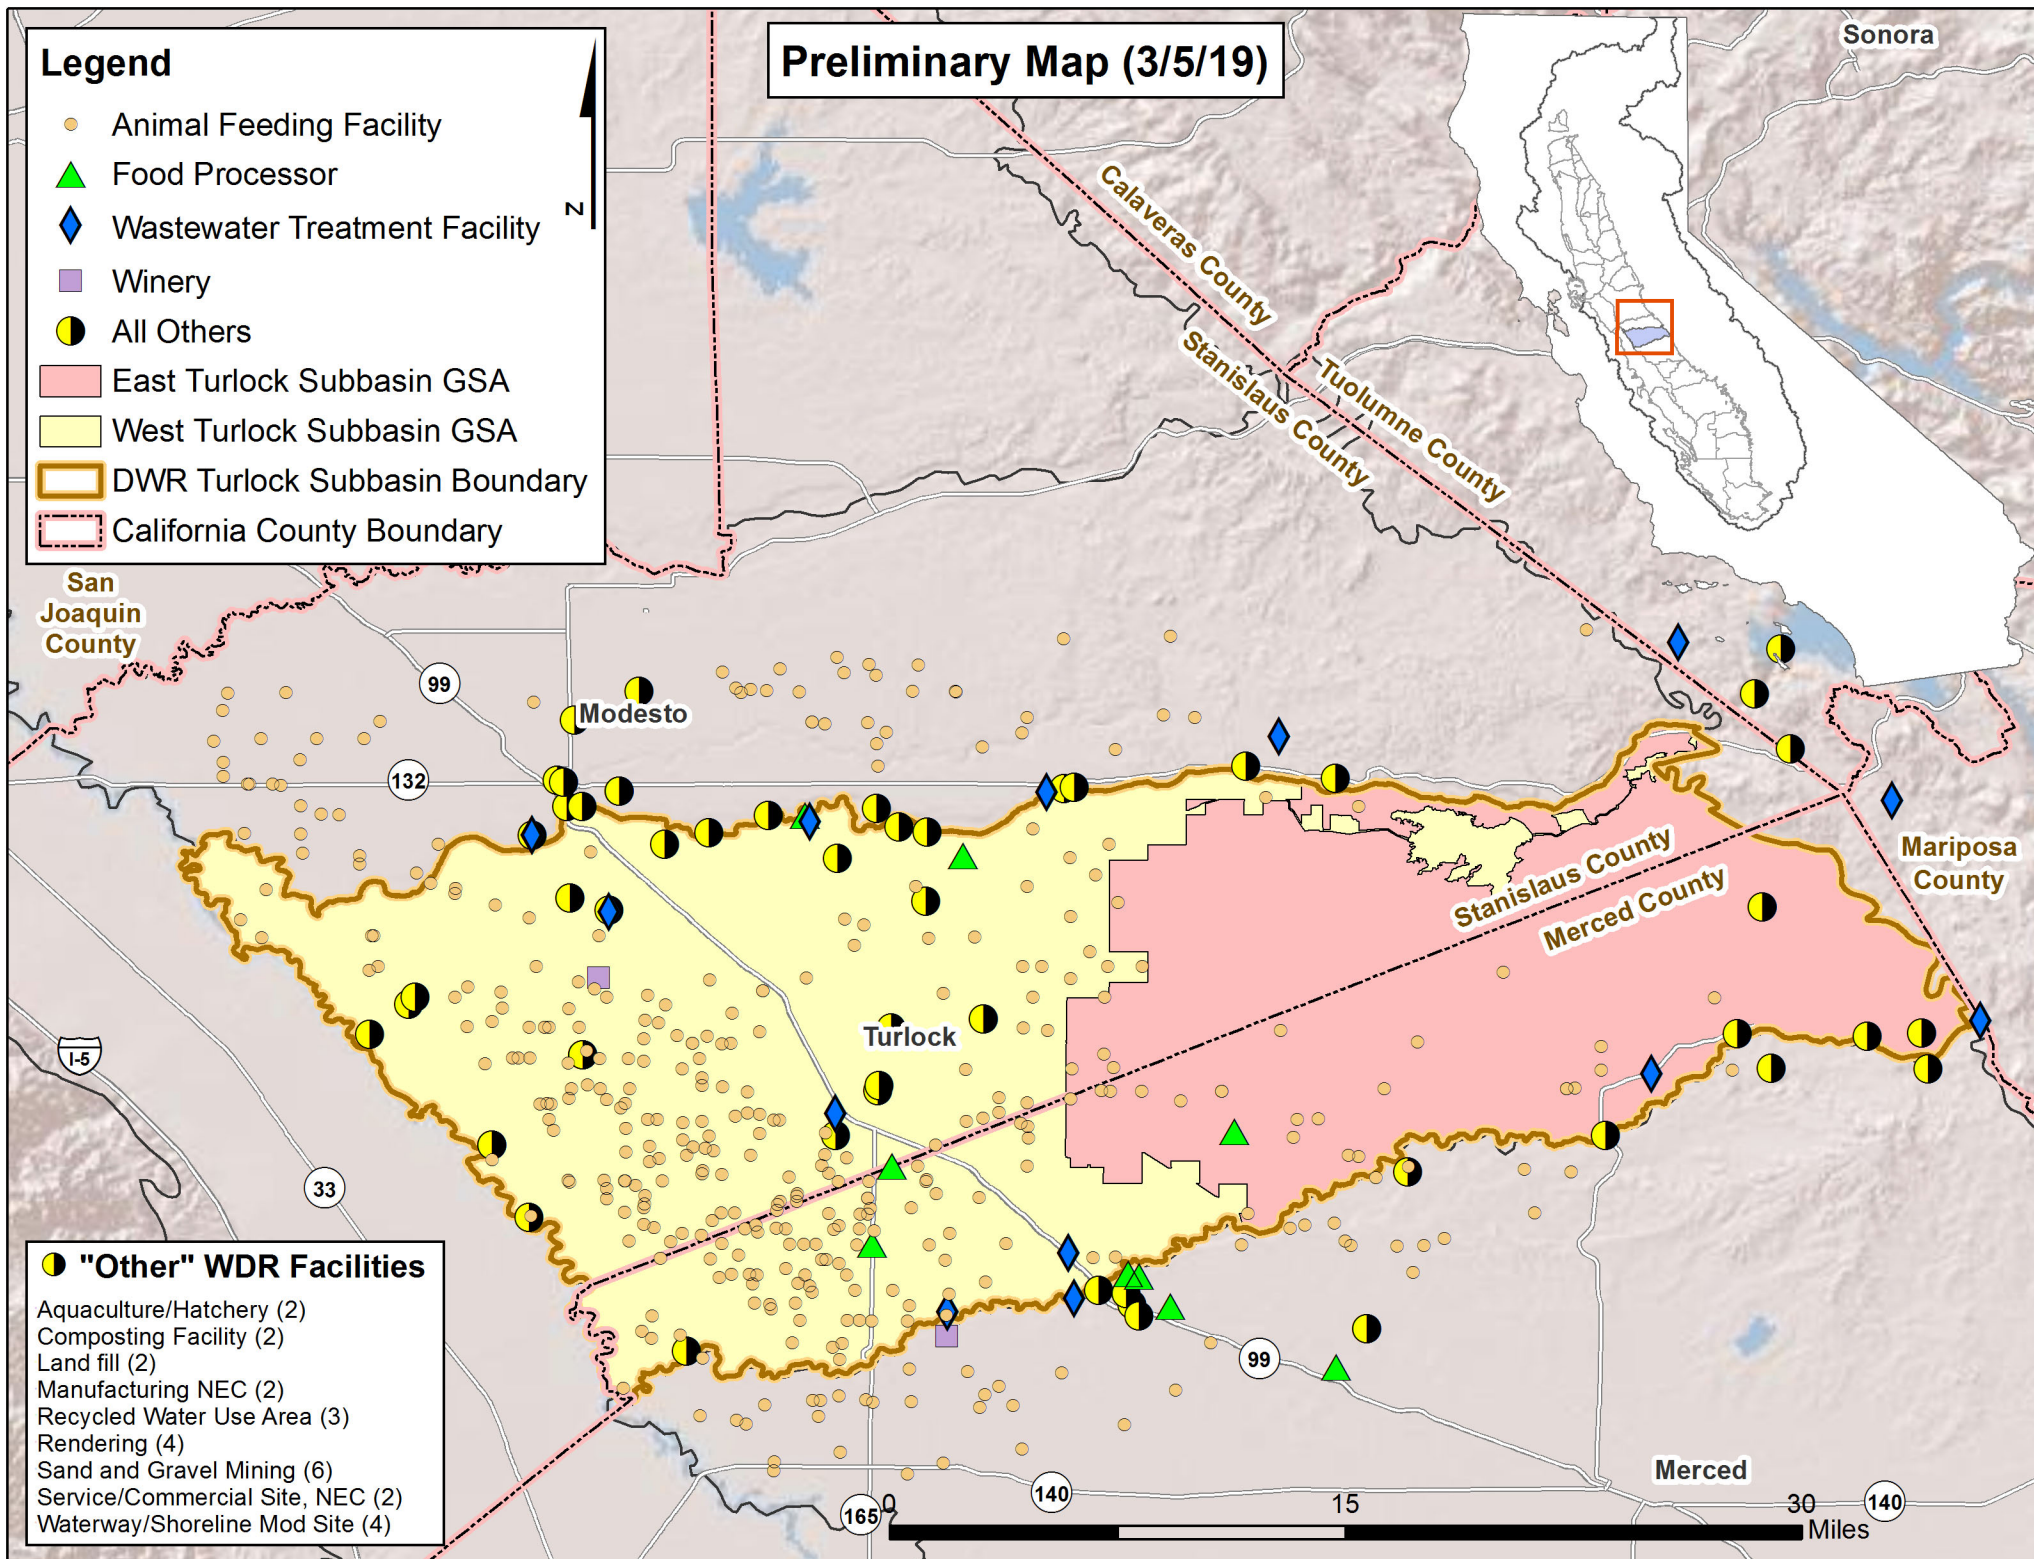 Preliminary Map (3/5/19)
Legend
Animal Feeding Facility
Food Processor
Wastewater Treatment Facility
Winery
All Others
East Turlock Subbasin GSA
West Turlock Subbasin GSA
DWR Turlock Subbasin Boundary
California County Boundary
N
Sonora
Calaveras County
Stanislaus County
Tuolumne County
San
Joaquin
County
99
Modesto
132
Mariposa
County
Stanislaus County
Merced County
Turlock
I-5
33
"Other" WDR Facilities
Aquaculture/Hatchery (2)
Composting Facility (2)
Land fill (2)
Manufacturing NEC (2)
Recycled Water Use Area (3)
Rendering (4)
Sand and Gravel Mining (6)
Service/Commercial Site, NEC (2)
Waterway/Shoreline Mod Site (4)
99
Merced
140
165
140
0 15 30
Miles